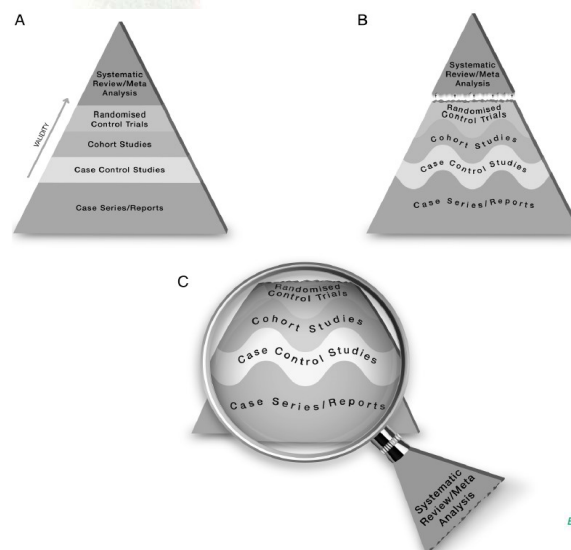 A
Systematic
Review/Meta
Analysis
Randomised
Control Trials
Cohort Studies
Case Control Studies
Case Series/Reports
VALIDITY
B
Systematic
Review/Meta
Analysis
Randomised
Control Trials
Cohort Studies
Case Control Studies
Case Series/Reports
C
Randomised
Control Trials
Cohort Studies
Case Control Studies
Case Series/Reports
Systematic
Review/Meta
Analysis